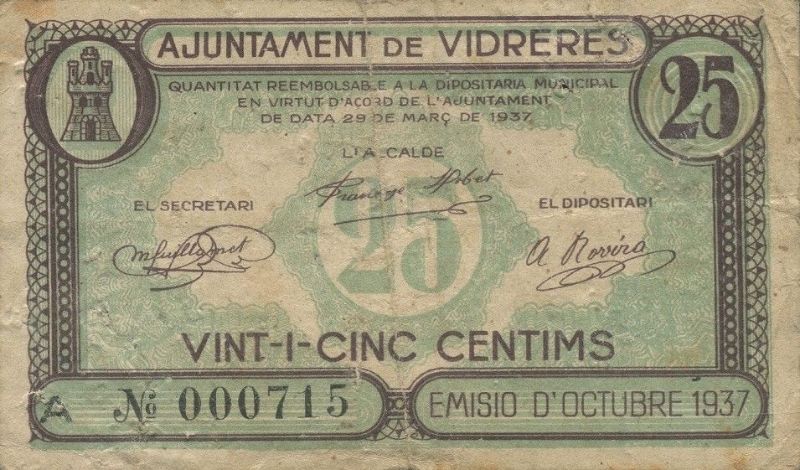 AJUNTAMENT DE VIDRERES
25
QUANTITAT REEMBOLSABLE A LA DIPOSITARIA MUNICIPAL
EN VIRTUT D'ACORD DE L'AJUNTAMENT
DE DATA 29 DE MARÇ DE 1937
L'ALCALDE
EL SECRETARI
EL DIPOSITARI
A. Rovira
25
VINT-I-CINC CENTIMS
A Nº 000715
EMISIO D'OCTUBRE 1937